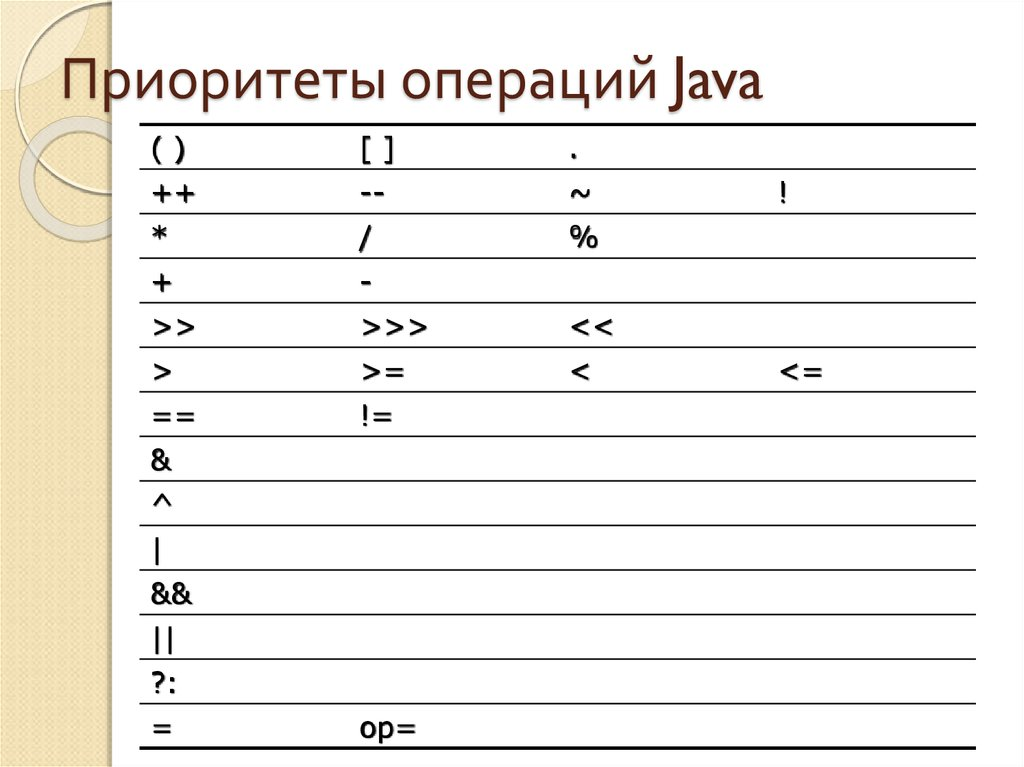 Приоритеты операций Java
( ) [ ] .
++ -- ~ !
* / %
+ -
>> >>> <<
> >= < <=
== !=
&
^
|
&&
||
?:
= op=